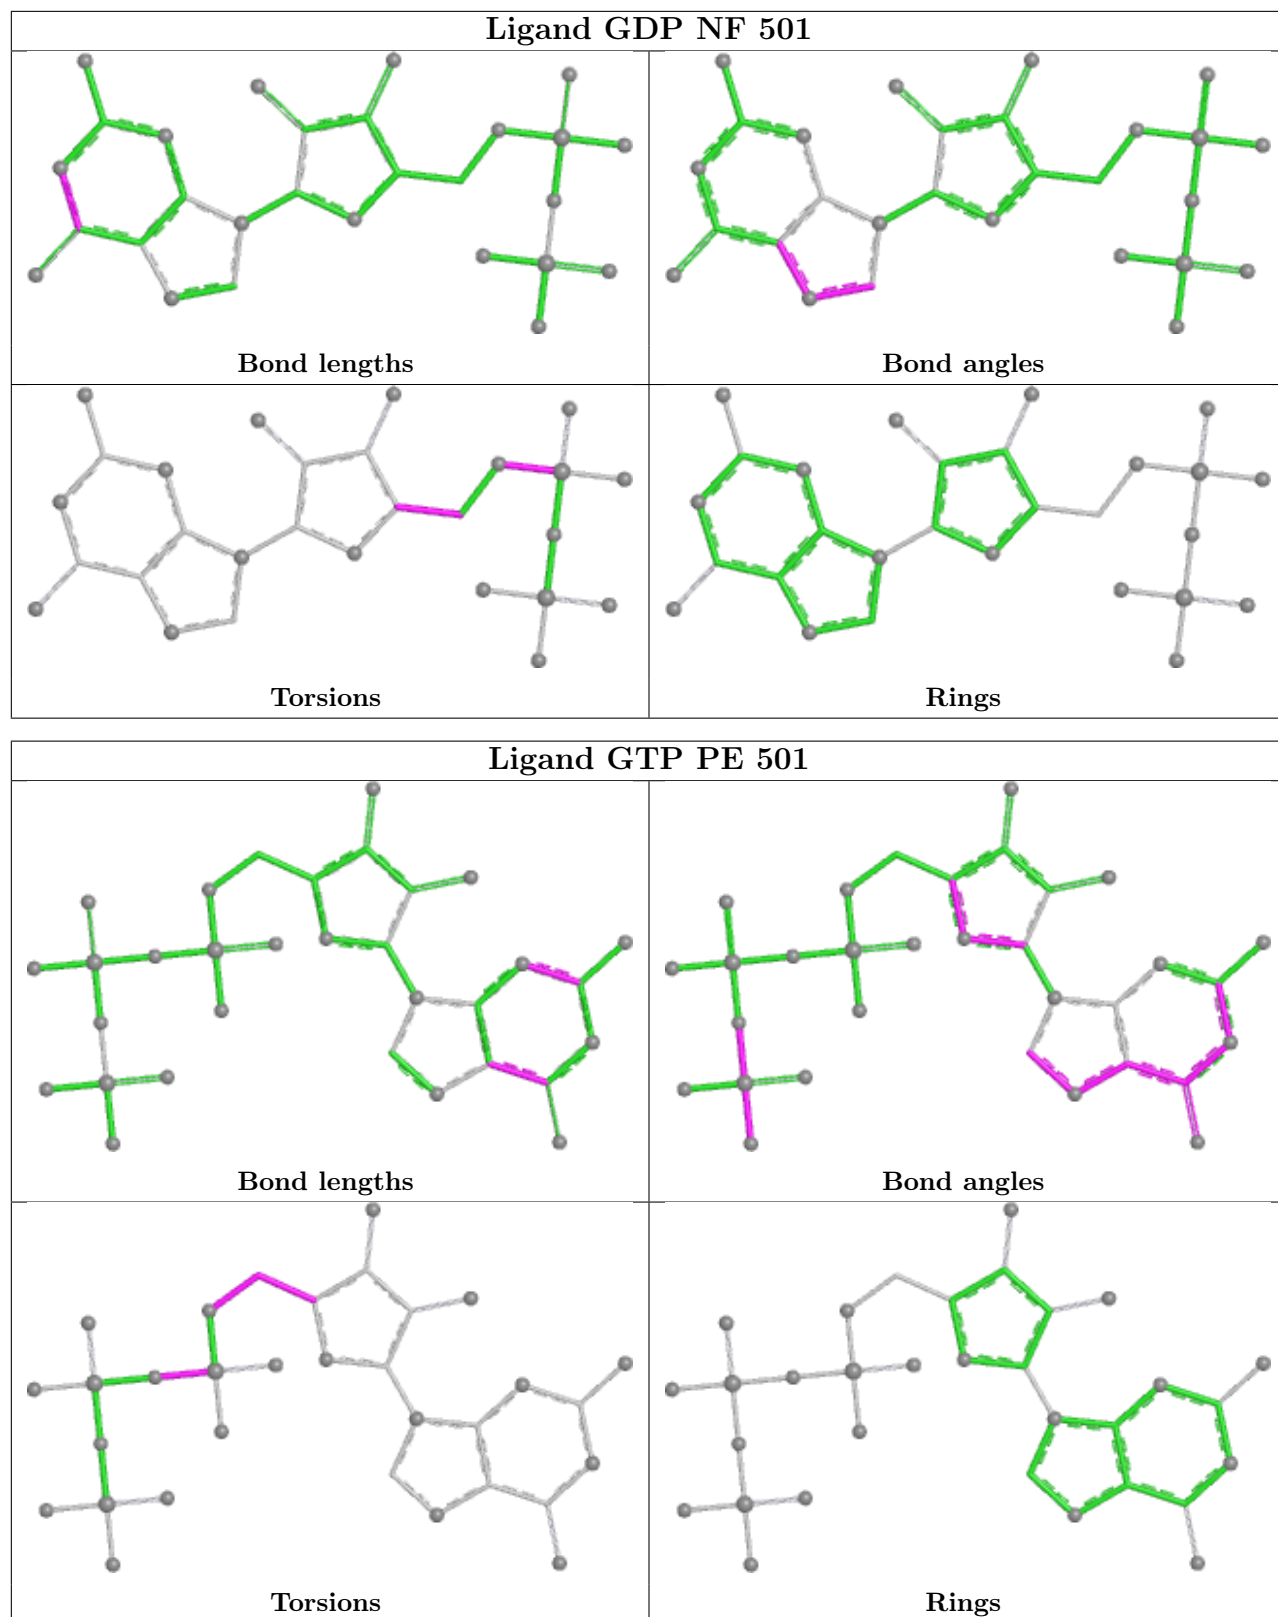 Ligand GDP NF 501
Bond lengths
Bond angles
Torsions
Rings
Ligand GTP PE 501
Bond lengths
Bond angles
Torsions
Rings